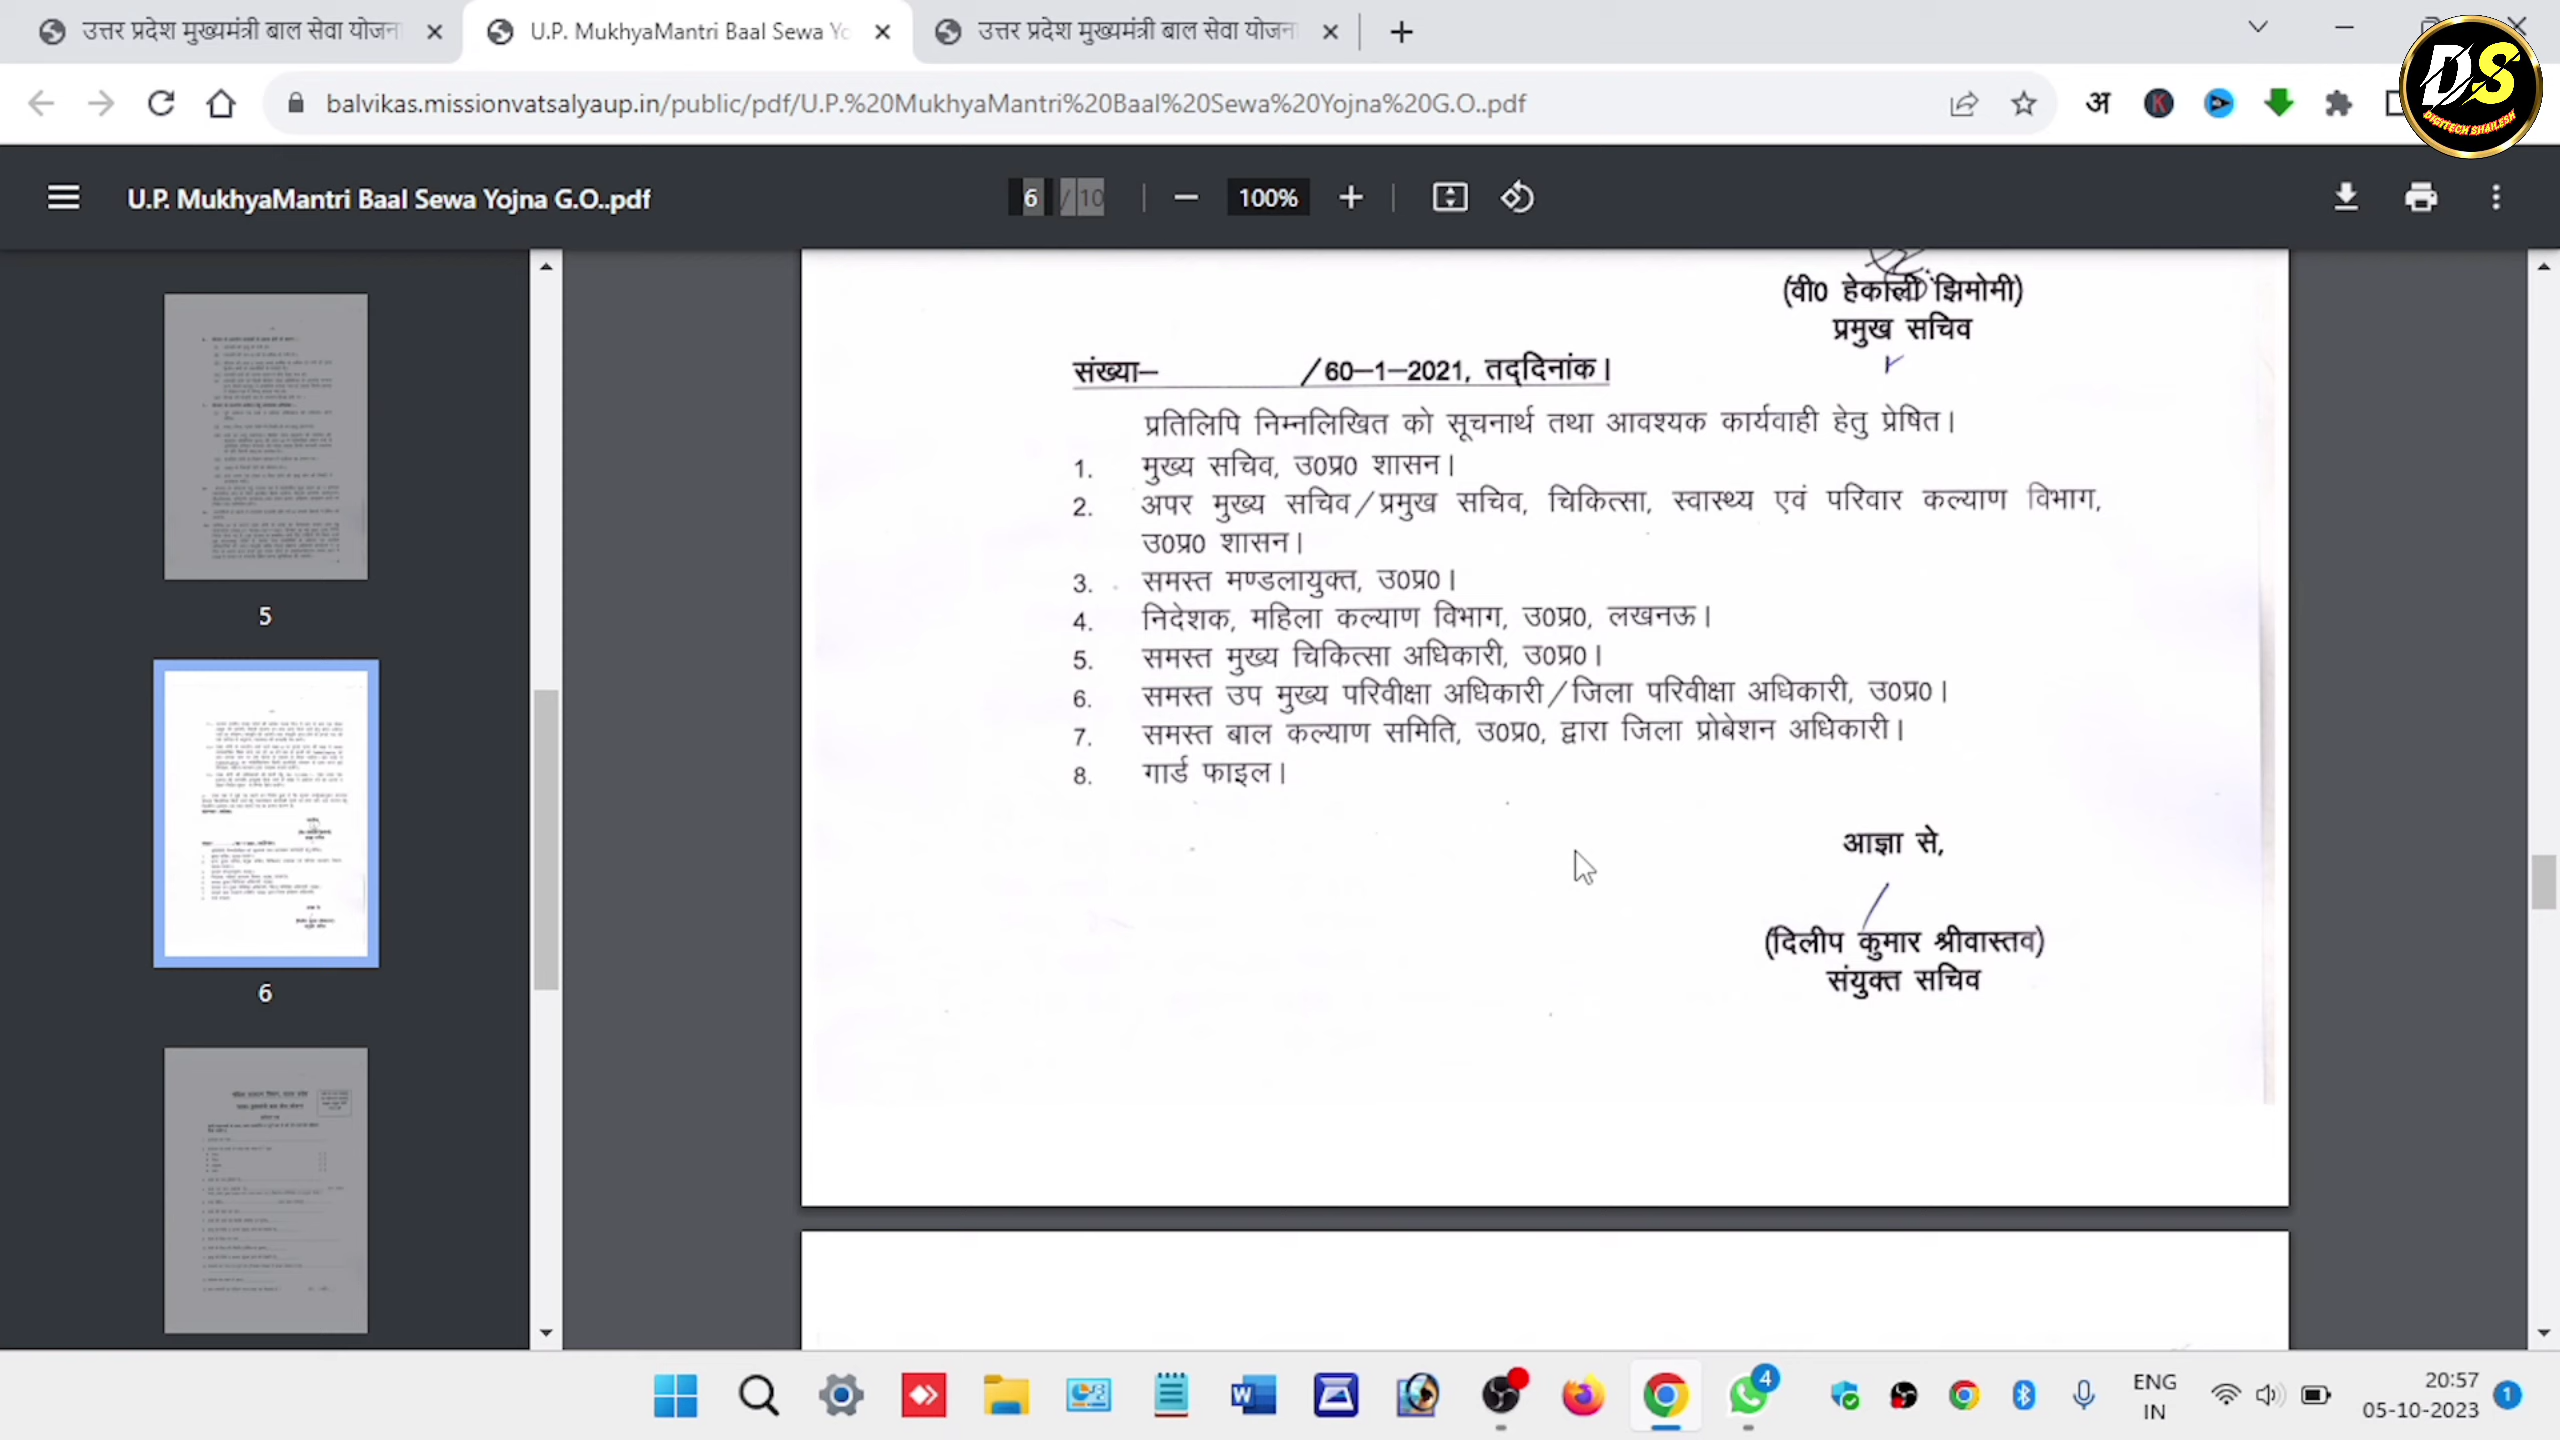 उत्तर प्रदेश मुख्यमंत्री बाल सेवा योजन
U.P. MukhyaMantri Baal Sewa Yo
उत्तर प्रदेश मुख्यमंत्री बाल सेवा योजन
balvikas.missionvatsalyaup.in/public/pdf/U.P.%20MukhyaMantri%20Baal%20Sewa%20Yojna%20G.O..pdf
अ
DS
DIGITECH SHAILESH
U.P. MukhyaMantri Baal Sewa Yojna G.O..pdf
6 / 10
100%
(वी0 हेकाली झिमोमी)
प्रमुख सचिव
संख्या- /60-1-2021, तद्दिनांक।
प्रतिलिपि निम्नलिखित को सूचनार्थ तथा आवश्यक कार्यवाही हेतु प्रेषित।
1. मुख्य सचिव, उ0प्र0 शासन।
2. अपर मुख्य सचिव/प्रमुख सचिव, चिकित्सा, स्वास्थ्य एवं परिवार कल्याण विभाग,
उ0प्र0 शासन।
3. समस्त मण्डलायुक्त, उ0प्र0।
4. निदेशक, महिला कल्याण विभाग, उ0प्र0, लखनऊ।
5. समस्त मुख्य चिकित्सा अधिकारी, उ0प्र0।
6. समस्त उप मुख्य परिवीक्षा अधिकारी/जिला परिवीक्षा अधिकारी, उ0प्र0।
7. समस्त बाल कल्याण समिति, उ0प्र0, द्वारा जिला प्रोबेशन अधिकारी।
8. गार्ड फाइल।
आज्ञा से,
(दिलीप कुमार श्रीवास्तव)
संयुक्त सचिव
5
6
4
ENG
IN
20:57
05-10-2023
1